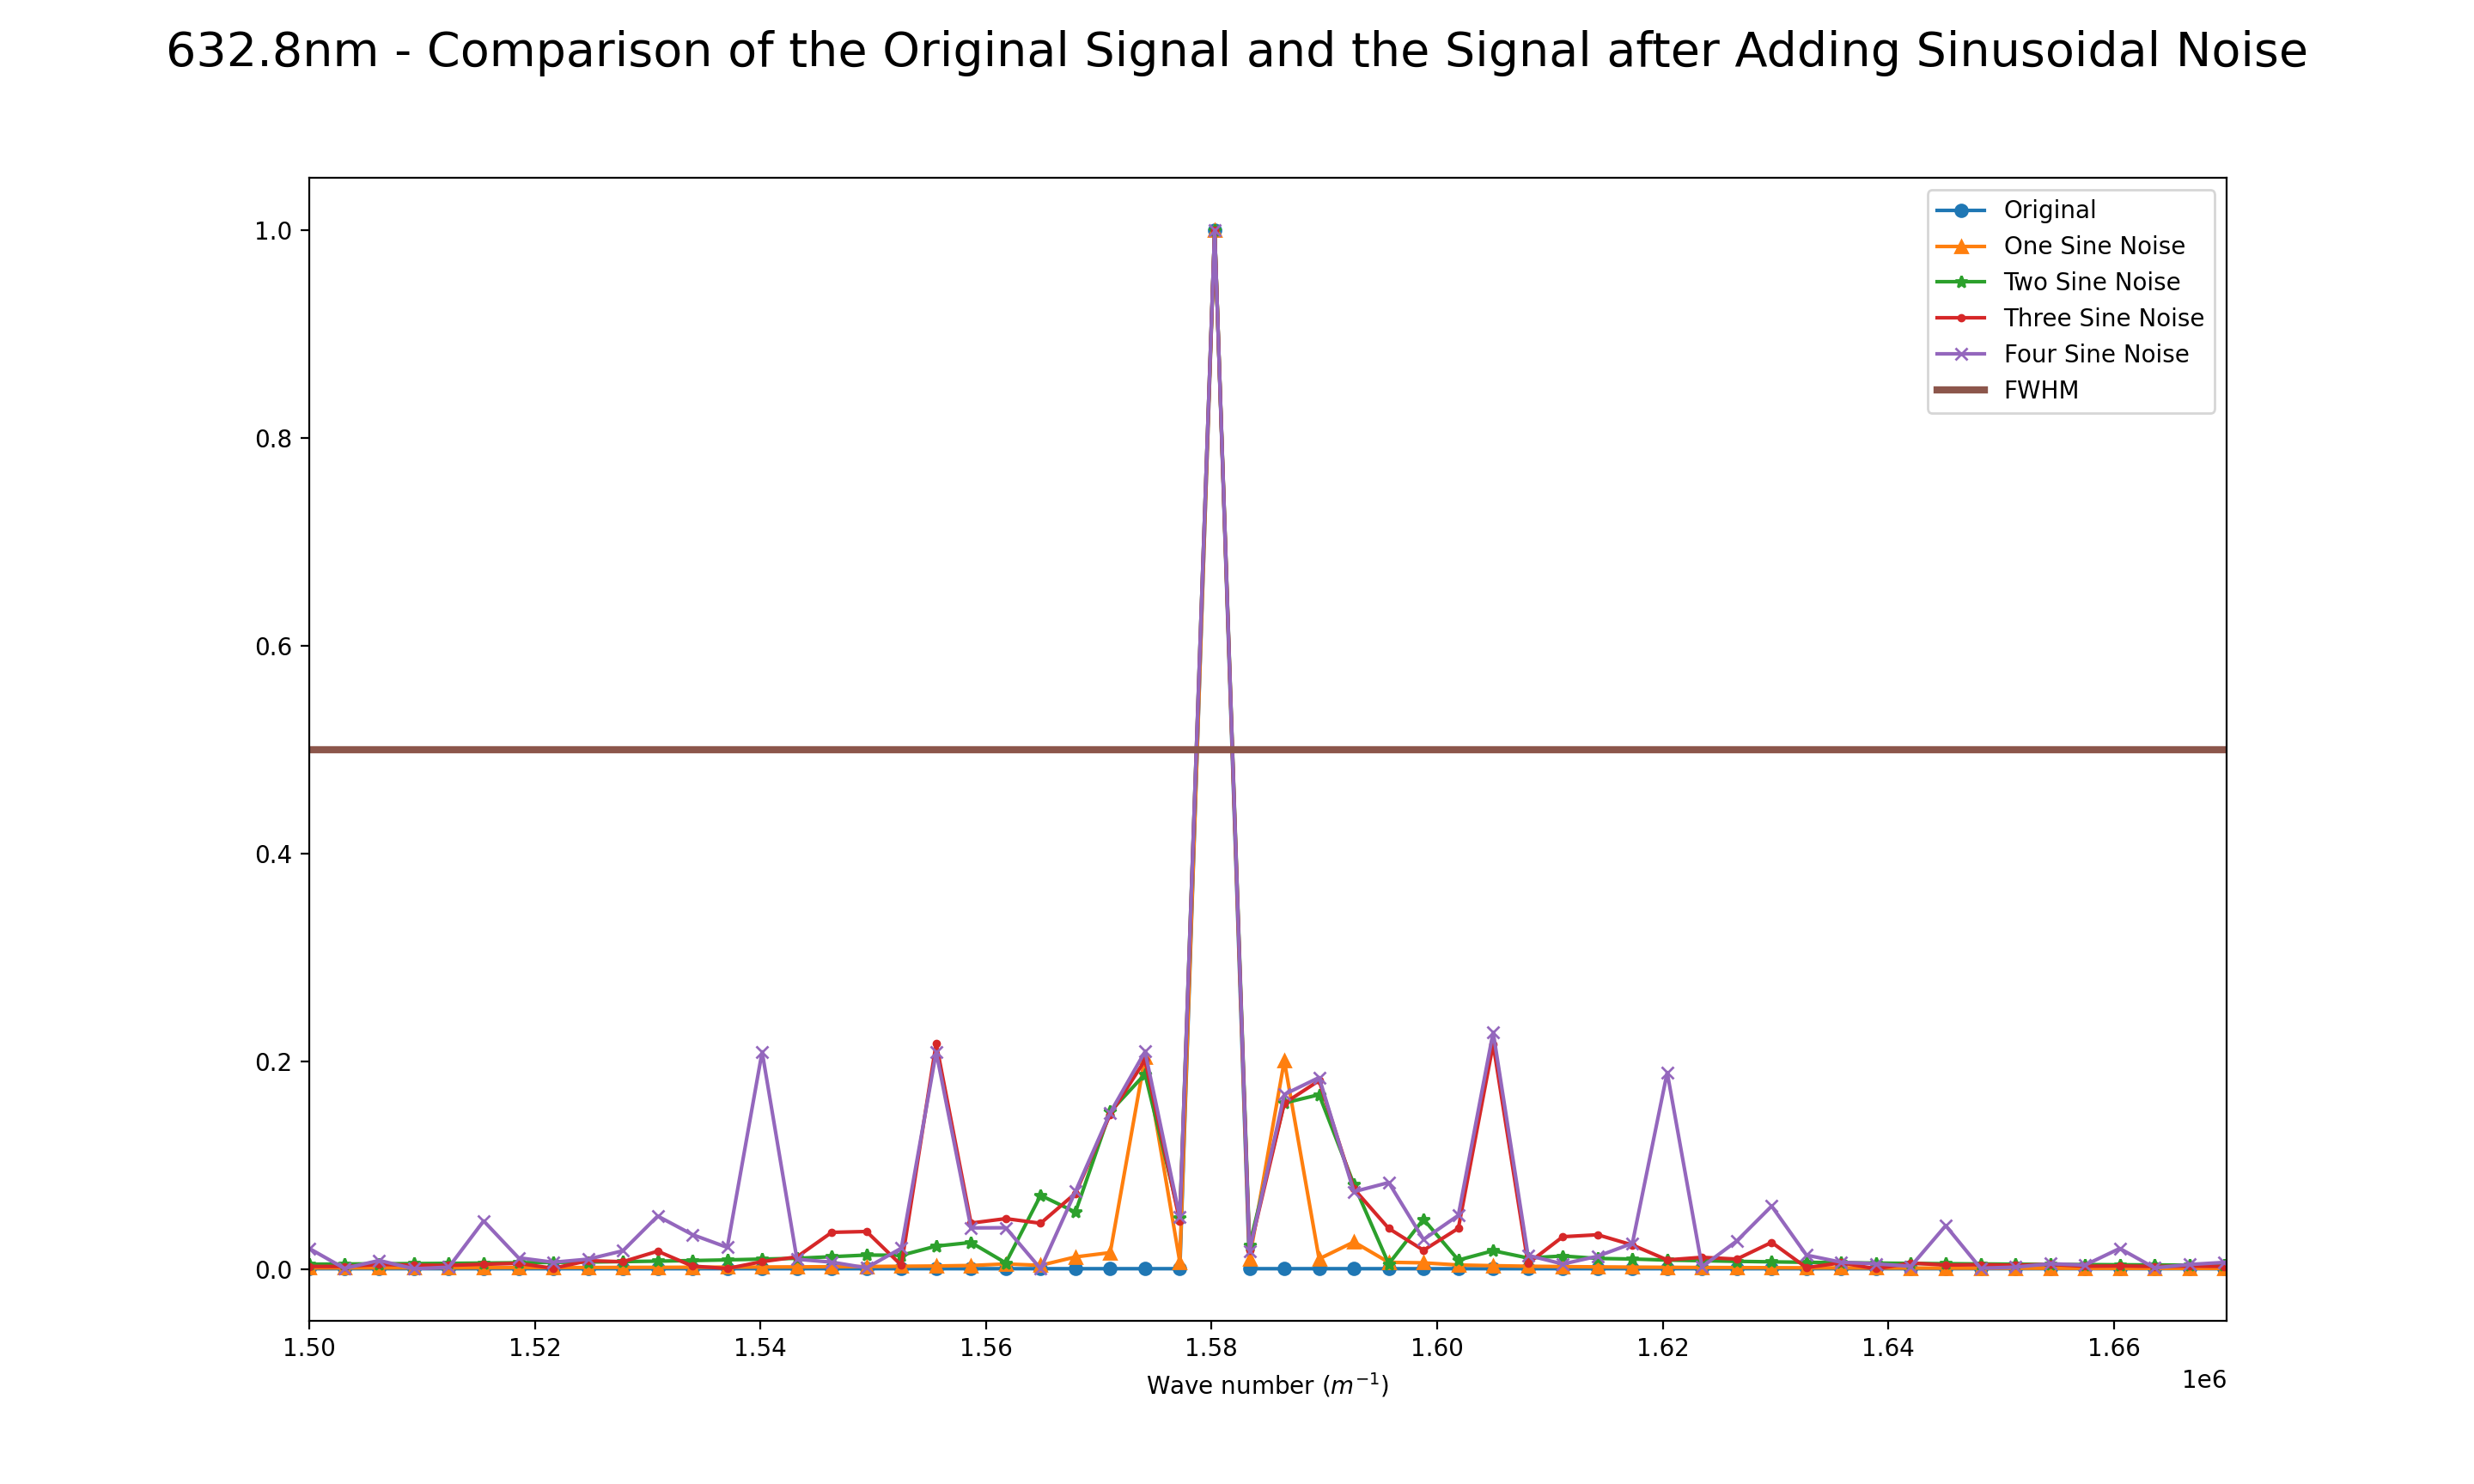 632.8nm - Comparison of the Original Signal and the Signal after Adding Sinusoidal Noise
1.0
0.8
0.6
0.4
0.2
0.0
Original
One Sine Noise
Two Sine Noise
Three Sine Noise
Four Sine Noise
FWHM
1.50 1.52 1.54 1.56 1.58 1.60 1.62 1.64 1.66
1e6
Wave number (m⁻¹)